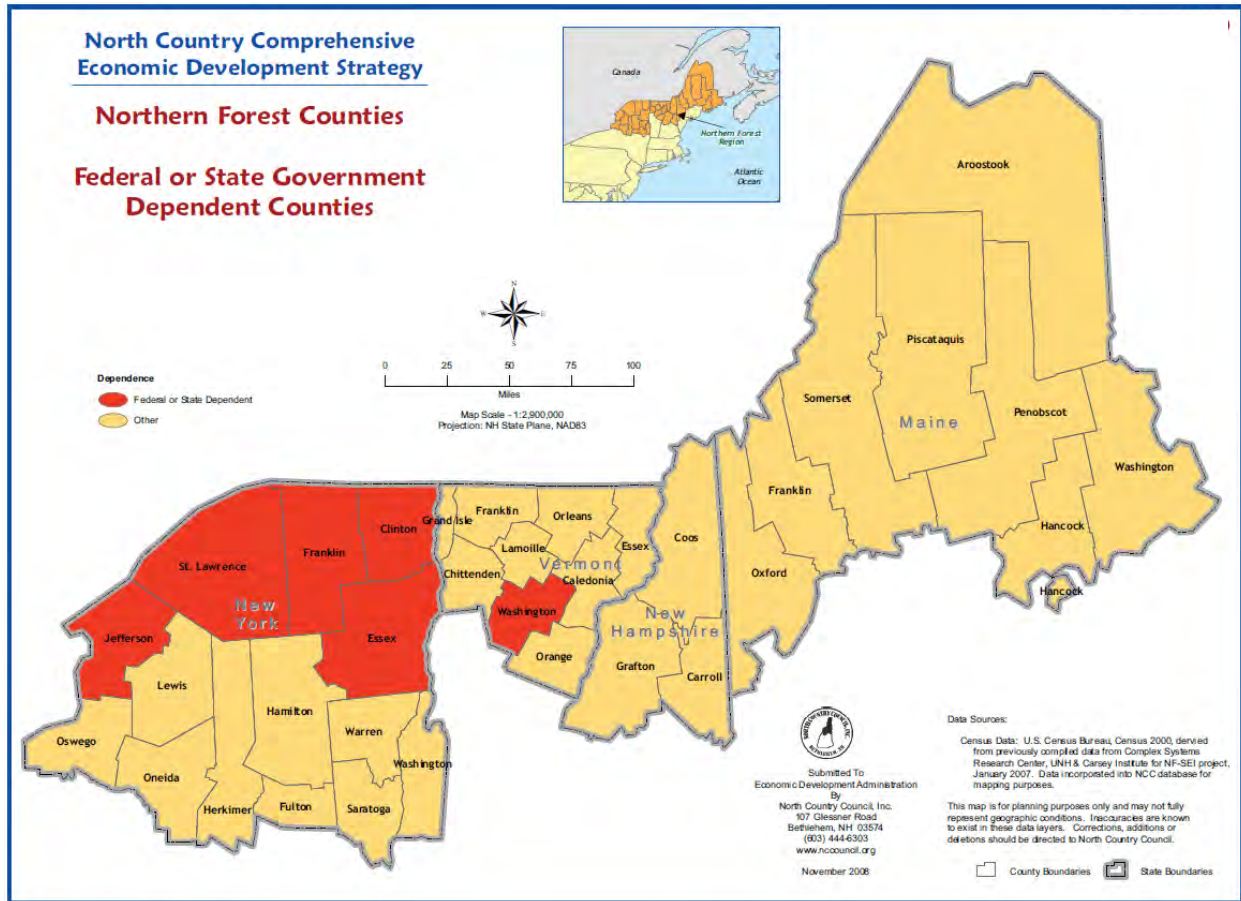 North Country Comprehensive
Economic Development Strategy
Northern Forest Counties
Federal or State Government
Dependent Counties
Canada
Northern Forest
Region
Atlantic
Ocean
N
W
E
S
0
25
50
75
100
Miles
Map Scale - 1:2,900,000
Projection: NH State Plane, NAD83
Dependence
Federal or State Dependent
Other
Aroostook
Piscataquis
Somerset
Penobscot
Maine
Washington
Franklin
Hancock
Oxford
Hancock
Coos
New
Hampshire
Grafton
Carroll
Grand Isle
Franklin
Orleans
Essex
Lamoille
Vermont
Chittenden
Caledonia
Washington
Orange
Clinton
Franklin
St. Lawrence
New
York
Essex
Jefferson
Lewis
Hamilton
Warren
Oswego
Oneida
Washington
Herkimer
Fulton
Saratoga
Submitted To
Economic Development Administration
By
North Country Council, Inc.
107 Glessner Road
Bethlehem, NH 03574
(603) 444-6303
www.nccouncil.org
November 2008
Data Sources:
Census Data: U.S. Census Bureau, Census 2000, dervied
from previously compiled data from Complex Systems
Research Center, UNH & Carsey Institute for NF-SEI project,
January 2007. Data incorporated into NCC database for
mapping purposes.
This map is for planning purposes only and may not fully
represent geographic conditions. Inaccuracies are known
to exist in these data layers. Corrections, additions or
deletions should be directed to North Country Council.
County Boundaries
State Boundaries